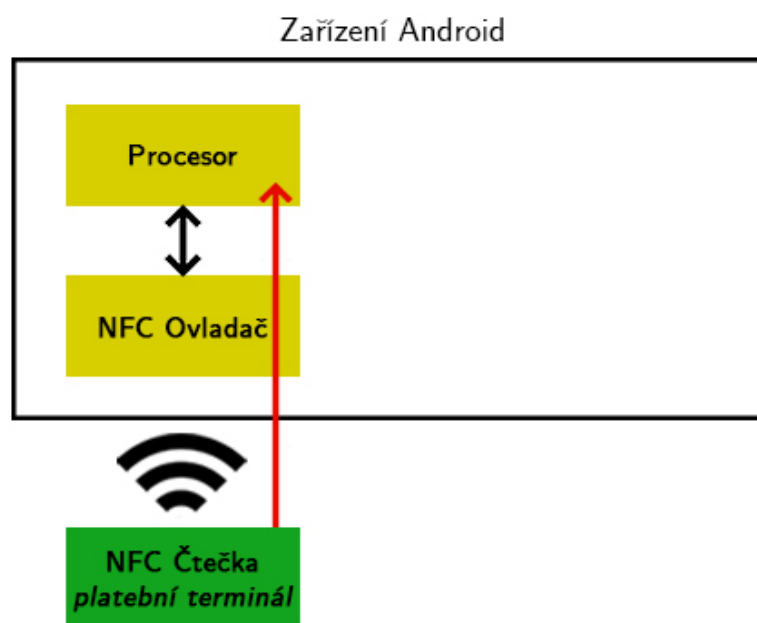 Zařízení Android
Procesor
NFC Ovladač
NFC Čtečka
platební terminál